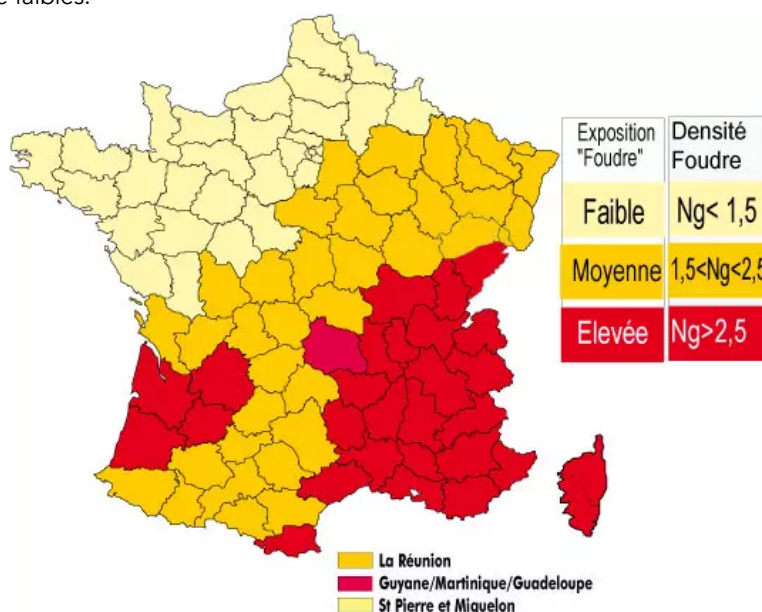 faibles.
Exposition
"Foudre"
Densité
Foudre
Faible
Ng< 1,5
Moyenne
1,5<Ng<2,5
Elevée
Ng>2,5
La Réunion
Guyane/Martinique/Guadeloupe
St Pierre et Miquelon